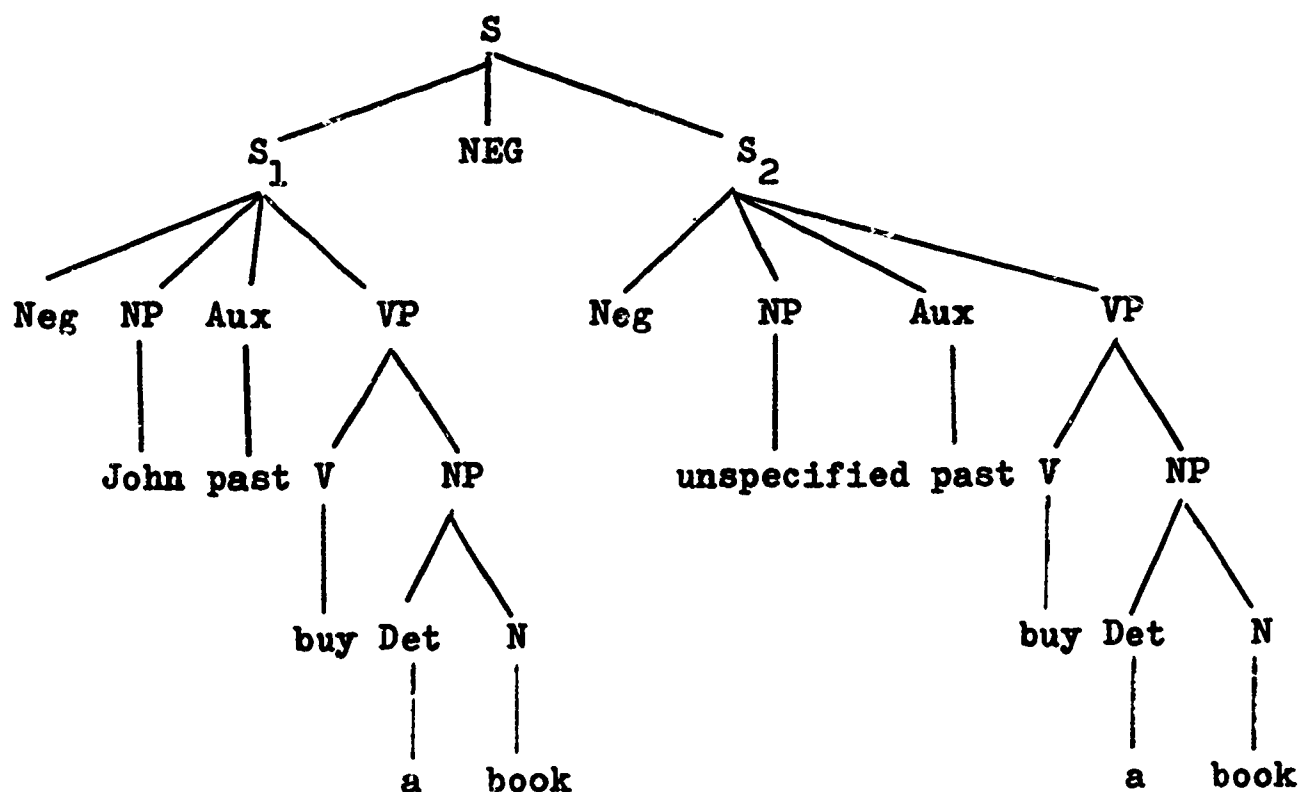 S
S1 NEG S2
Neg NP Aux VP Neg NP Aux VP
John past V NP unspecified past V NP
buy Det N buy Det N
a book a book